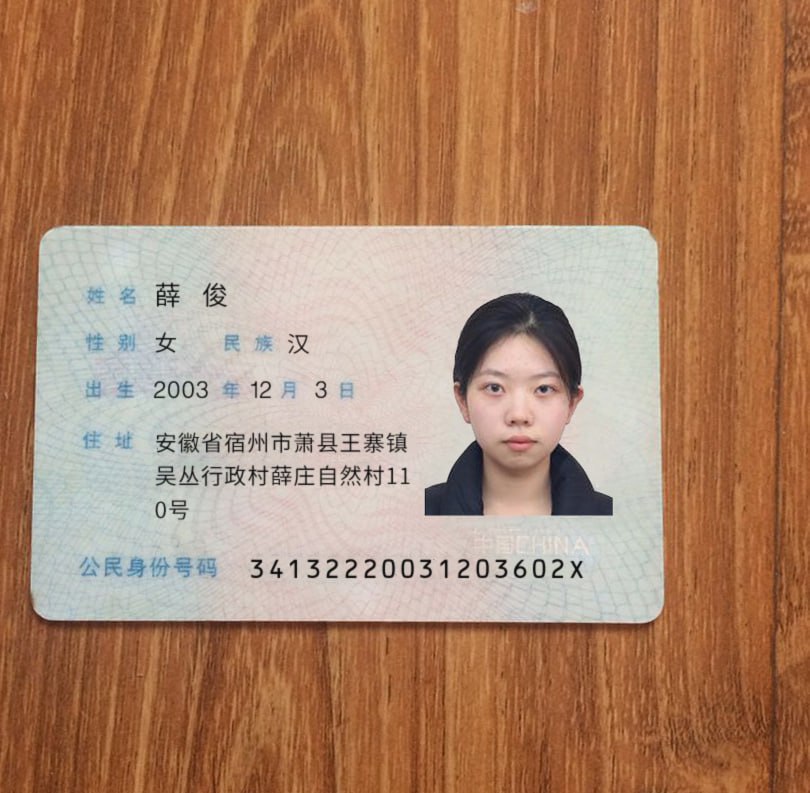 姓名 薛俊
性别 女 民族 汉
出生 2003 年 12 月 3 日
住址 安徽省宿州市萧县王寨镇
吴丛行政村薛庄自然村11
0号
中国CHINA
公民身份号码 34132220031203602X